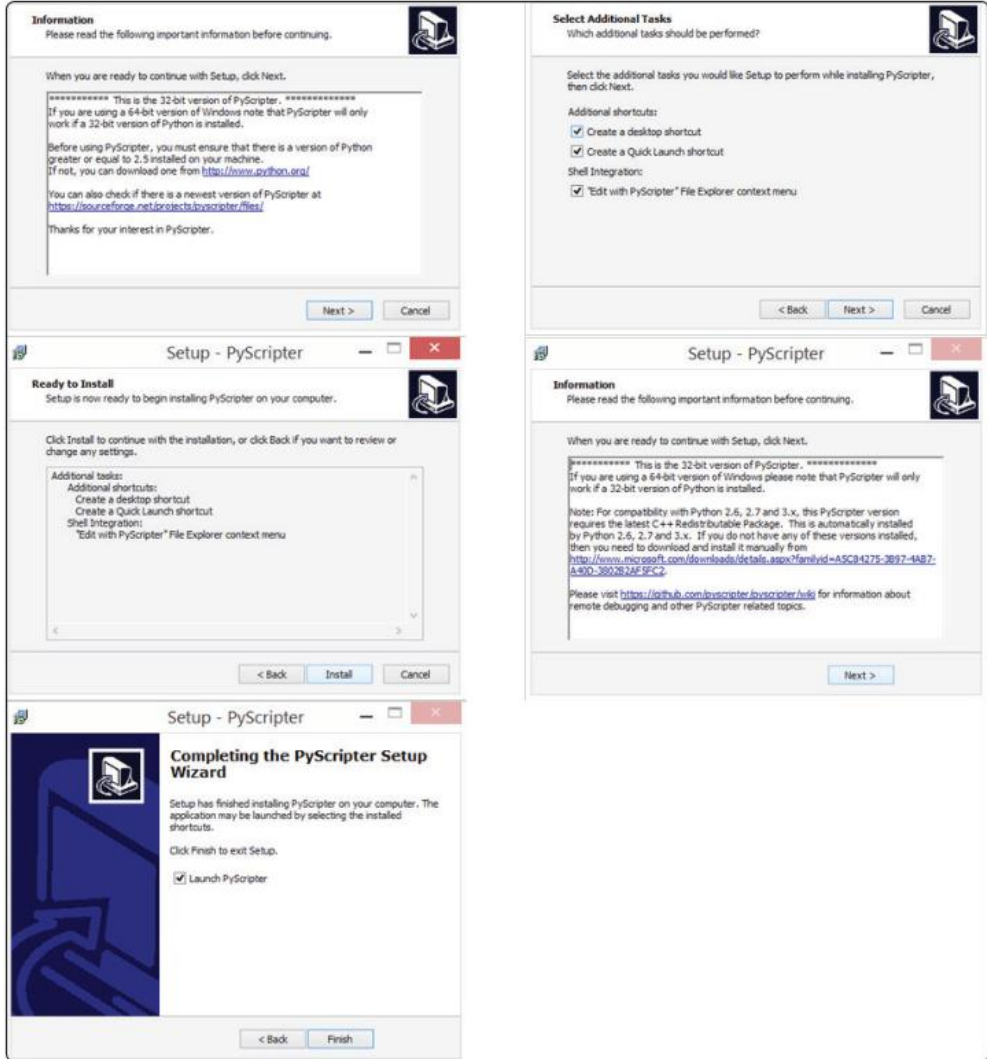 Information
Please read the following important information before continuing.
When you are ready to continue with Setup, click Next.
*********** This is the 32-bit version of PyScripter. *************
If you are using a 64-bit version of Windows note that PyScripter will only
work if a 32-bit version of Python is installed.
Before using PyScripter, you must ensure that there is a version of Python
greater or equal to 2.5 installed on your machine.
If not, you can download one from http://www.python.org/
You can also check if there is a newest version of PyScripter at
https://sourceforge.net/projects/pyscripter/files/
Thanks for your interest in PyScripter.
Next >
Cancel
Select Additional Tasks
Which additional tasks should be performed?
Select the additional tasks you would like Setup to perform while installing PyScripter,
then click Next.
Additional shortcuts:
Create a desktop shortcut
Create a Quick Launch shortcut
Shell Integration:
"Edit with PyScripter" File Explorer context menu
< Back
Next >
Cancel
Setup - PyScripter
Ready to Install
Setup is now ready to begin installing PyScripter on your computer.
Click Install to continue with the installation, or click Back if you want to review or
change any settings.
Additional tasks:
Additional shortcuts:
Create a desktop shortcut
Create a Quick Launch shortcut
Shell Integration:
"Edit with PyScripter" File Explorer context menu
< Back
Install
Cancel
Setup - PyScripter
Information
Please read the following important information before continuing.
When you are ready to continue with Setup, click Next.
*********** This is the 32-bit version of PyScripter. *************
If you are using a 64-bit version of Windows please note that PyScripter will only
work if a 32-bit version of Python is installed.
Note: For compatibility with Python 2.6, 2.7 and 3.x, this PyScripter version
requires the latest C++ Redistributable Package. This is automatically installed
by Python 2.6, 2.7 and 3.x. If you do not have any of these versions installed,
then you need to download and install it manually from
http://www.microsoft.com/downloads/details.aspx?familyid=A5C84275-3B97-4AB7-
A40D-3802B2AF5FC2.
Please visit https://github.com/pyscripter/pyscripter/wiki for information about
remote debugging and other PyScripter related topics.
Next >
Setup - PyScripter
Completing the PyScripter Setup
Wizard
Setup has finished installing PyScripter on your computer. The
application may be launched by selecting the installed
shortcuts.
Click Finish to exit Setup.
Launch PyScripter
< Back
Finish